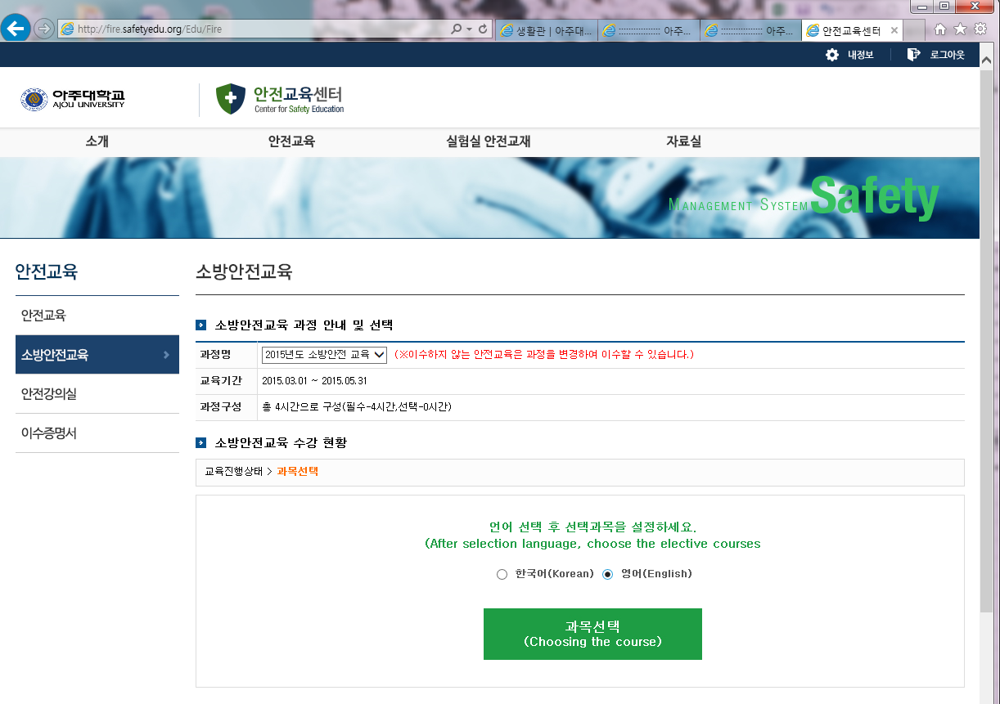 http://fire.safetyedu.org/Edu/Fire
생활관 | 아주대...
:::::::::::::::::: 아주...
:::::::::::::::::: 아주...
안전교육센터
내정보
로그아웃
아주대학교
AJOU UNIVERSITY
안전교육센터
Center for Safety Education
소개
안전교육
실험실 안전교재
자료실
MANAGEMENT SYSTEM Safety
안전교육
안전교육
소방안전교육
안전강의실
이수증명서
소방안전교육
소방안전교육 과정 안내 및 선택
과정명 2015년도 소방안전 교육 (※이수하지 않는 안전교육은 과정을 변경하여 이수할 수 있습니다.)
교육기간 2015.03.01 ~ 2015.05.31
과정구성 총 4시간으로 구성(필수-4시간,선택-0시간)
소방안전교육 수강 현황
교육진행상태 > 과목선택
언어 선택 후 선택과목을 설정하세요.
(After selection language, choose the elective courses
한국어(Korean) 영어(English)
과목선택
(Choosing the course)